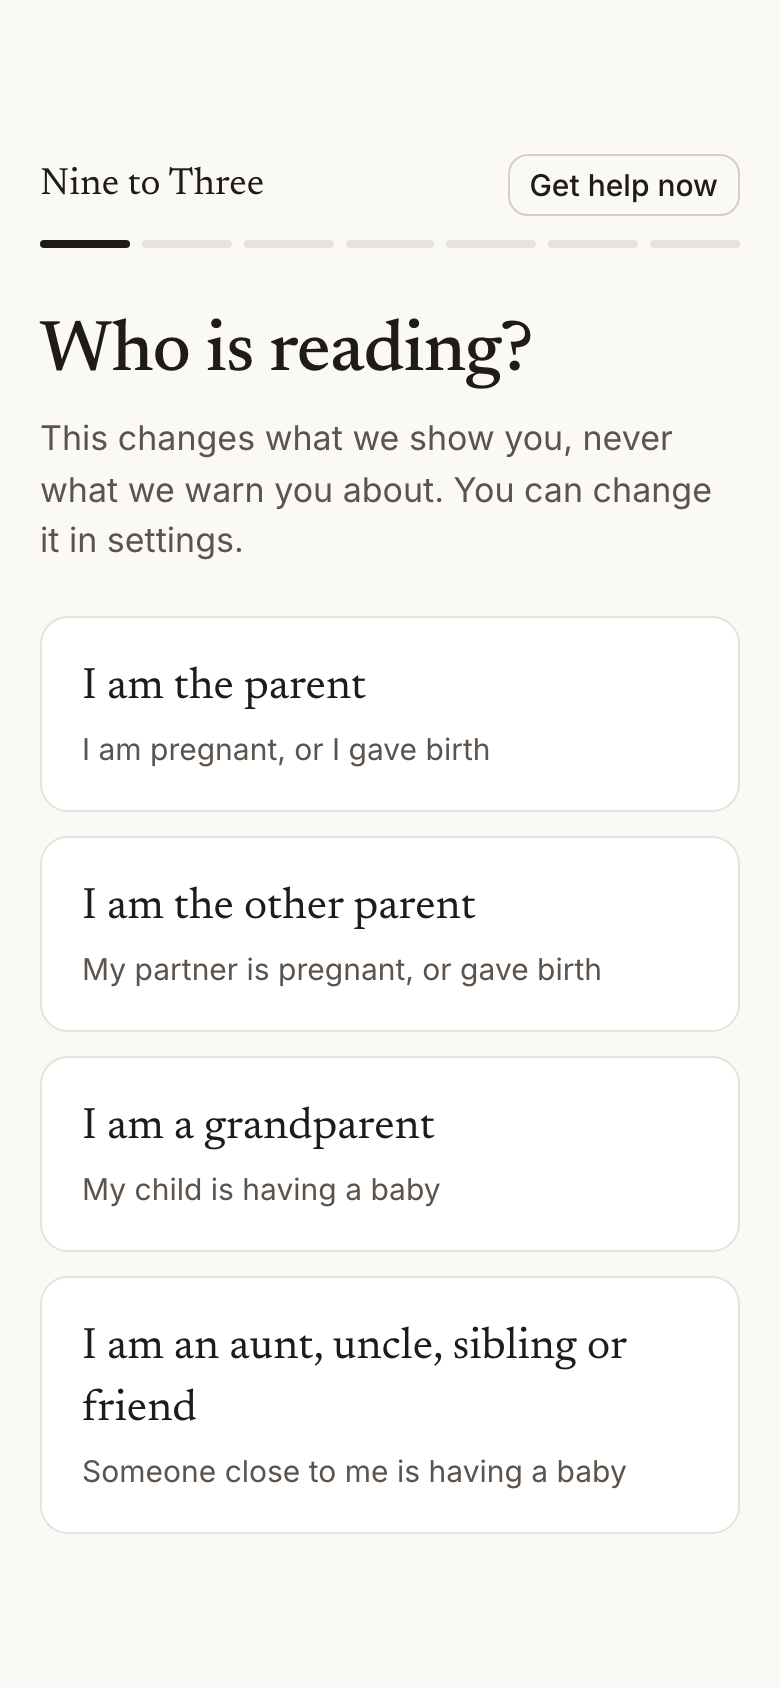 Nine to Three
Get help now
Who is reading?
This changes what we show you, never
what we warn you about. You can change
it in settings.
I am the parent
I am pregnant, or I gave birth
I am the other parent
My partner is pregnant, or gave birth
I am a grandparent
My child is having a baby
I am an aunt, uncle, sibling or
friend
Someone close to me is having a baby